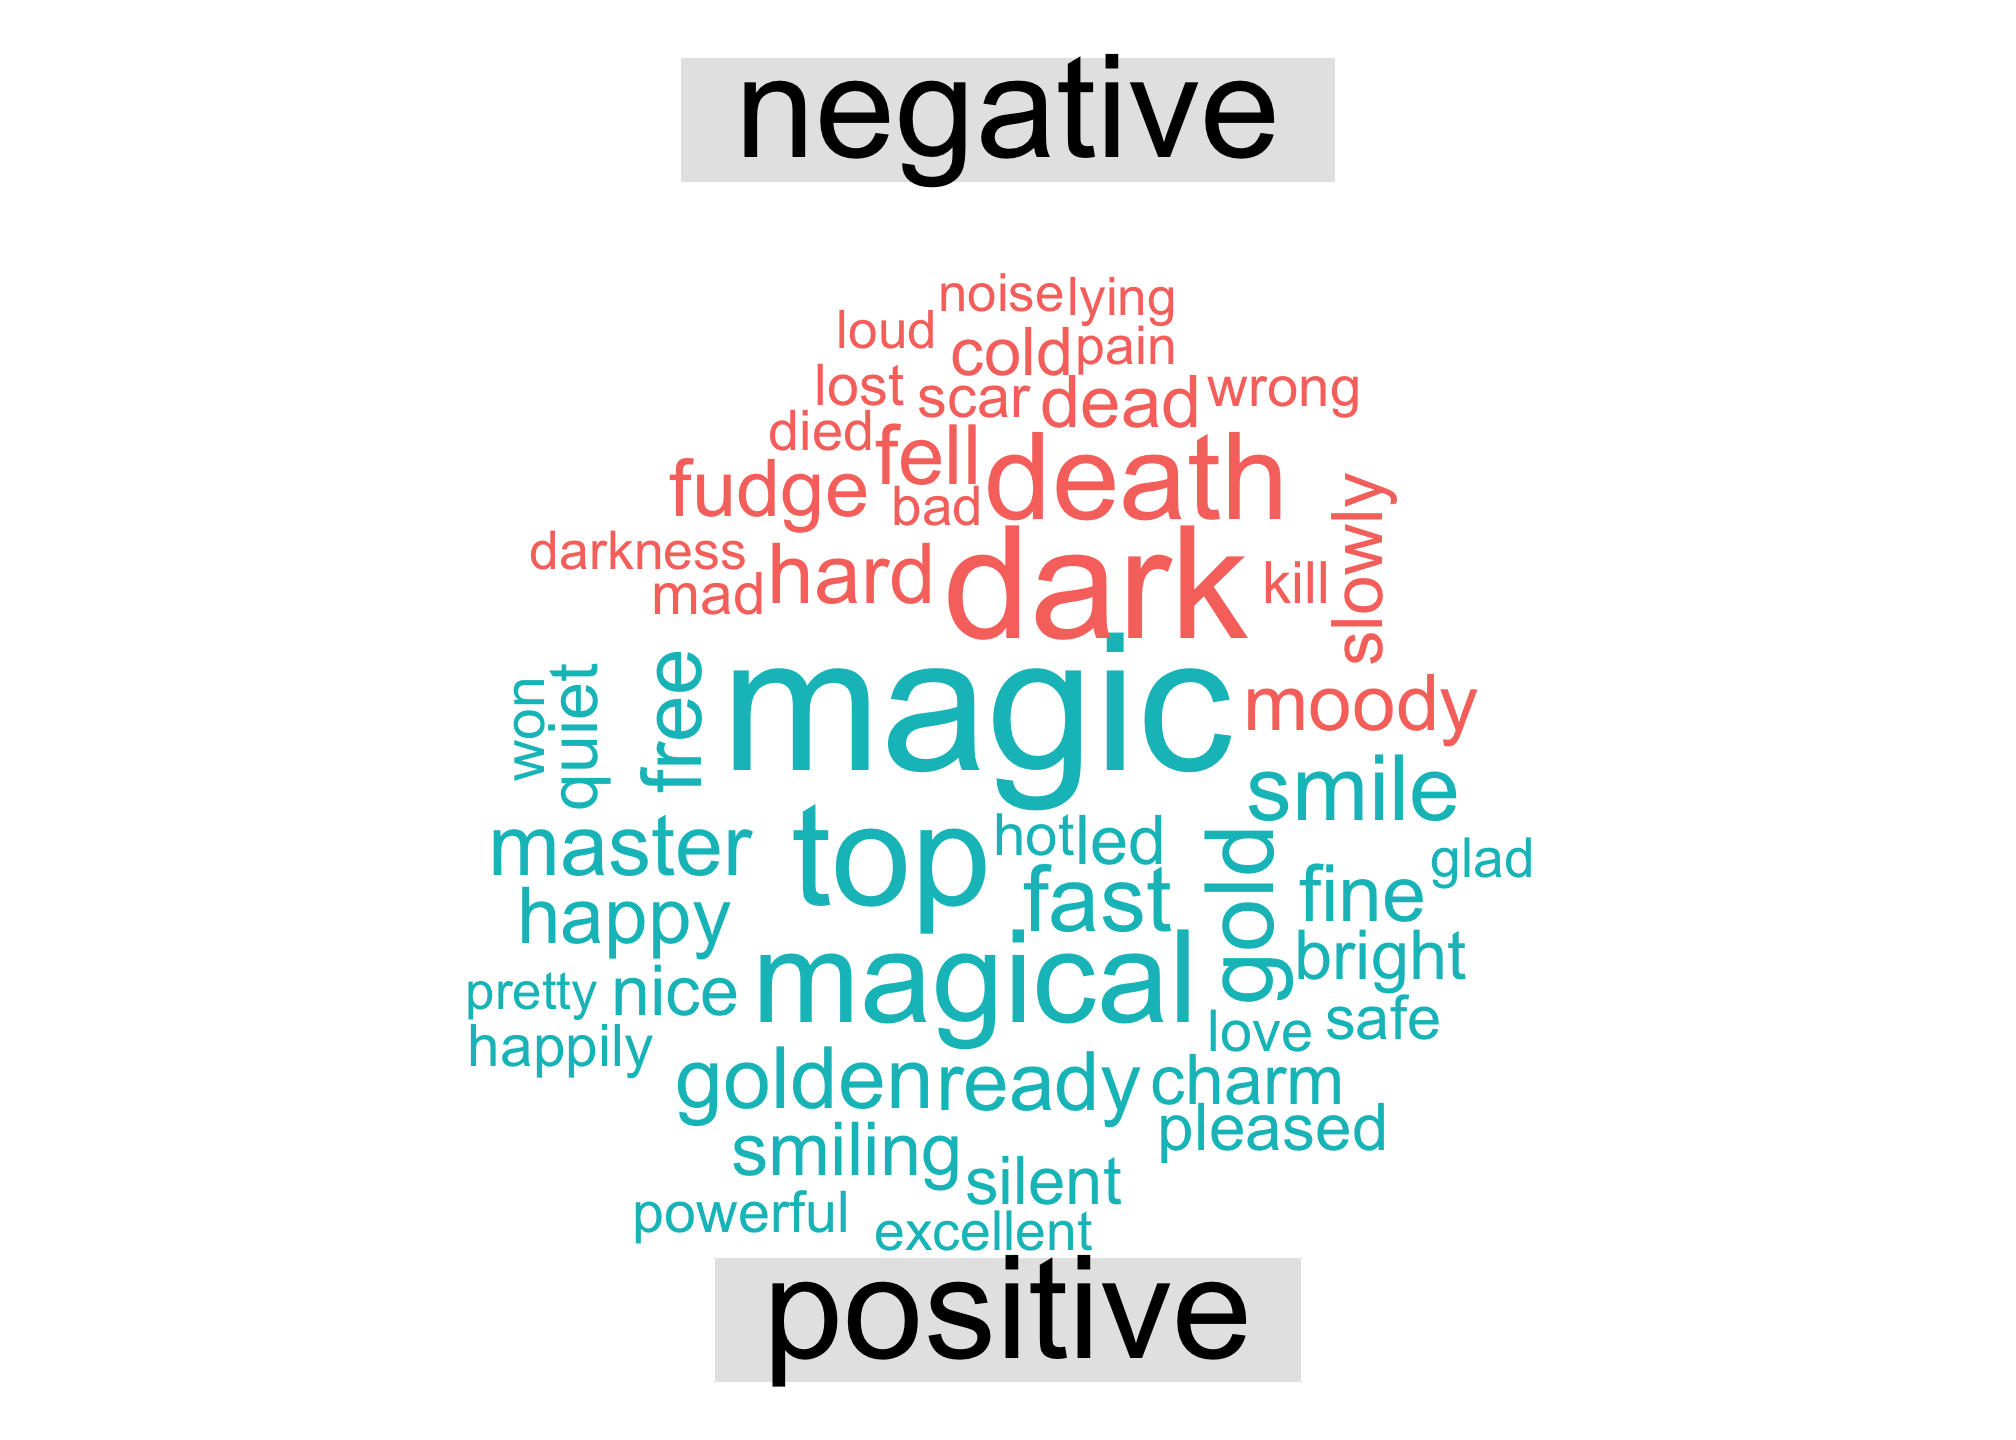 negative
noise lying
loud cold pain
lost scar dead wrong
died fell death
fudge bad slowly
darkness hard dark kill
mad
won quiet free magic moody
smile
master top hot led gold glad
happy fast fine
pretty nice magical bright
happily love safe
golden ready charm
smiling silent pleased
powerful excellent
positive